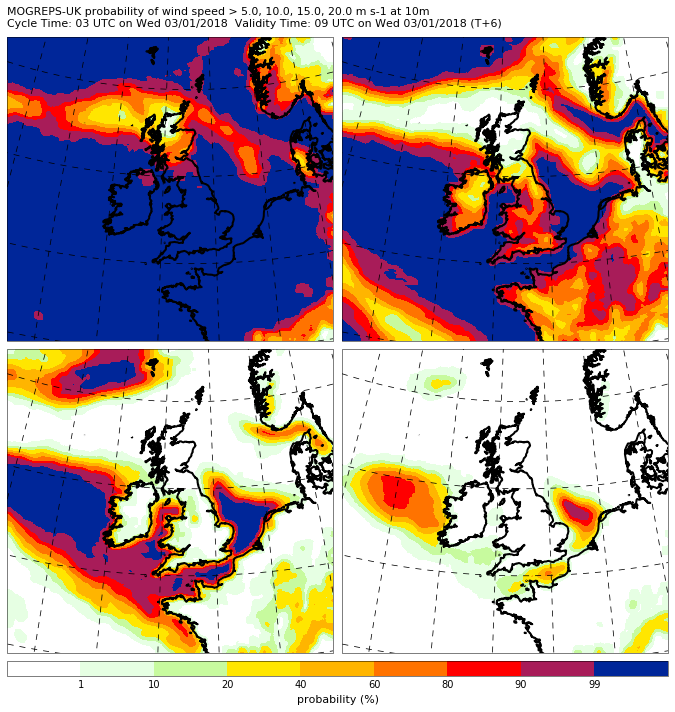 MOGREPS-UK probability of wind speed > 5.0, 10.0, 15.0, 20.0 m s-1 at 10m
Cycle Time: 03 UTC on Wed 03/01/2018  Validity Time: 09 UTC on Wed 03/01/2018 (T+6)
1 10 20 40 60 80 90 99
probability (%)